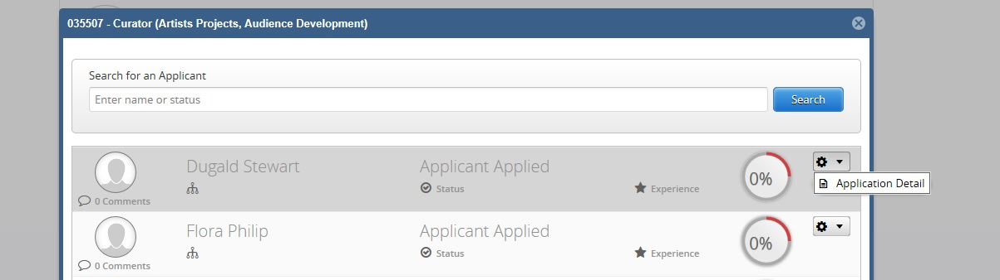 035507 - Curator (Artists Projects, Audience Development)
Search for an Applicant
Enter name or status
Search
Dugald Stewart
Applicant Applied
0%
0 Comments
Status
Experience
Application Detail
Flora Philip
Applicant Applied
0%
0 Comments
Status
Experience